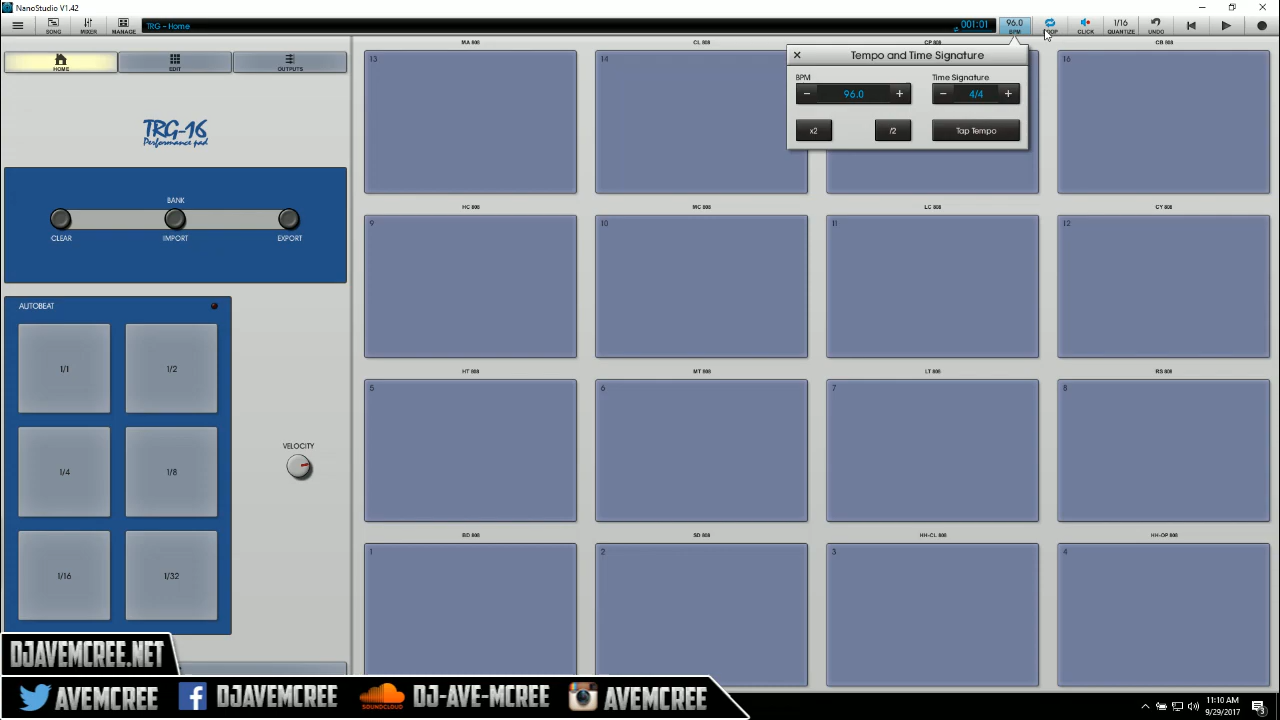 NanoStudio V1.42
SONG MIXER MANAGE TRG - Home 001:01 96.0 BPM CLICK 1/16 QUANTIZE UNDO
HOME EDIT OUTPUTS
TRG-16
Performance pad
BANK
CLEAR IMPORT EXPORT
AUTOBEAT
1/1 1/2
1/4 1/8
1/16 1/32
VELOCITY
MA 808 CL 808 CP 808 CB 808
13 14 16
Tempo and Time Signature
BPM Time Signature
- 96.0 + - 4/4 +
x2 /2 Tap Tempo
HC 808 MC 808 LC 808 CY 808
9 10 11 12
HT 808 MT 808 LT 808 RS 808
5 6 7 8
BD 808 SD 808 HH-CL 808 HH-OP 808
1 2 3 4
DJAVEMCREE.NET
AVEMCREE DJAVEMCREE SOUNDCLOUD DJ-AVE-MCREE AVEMCREE
11:10 AM
9/29/2017